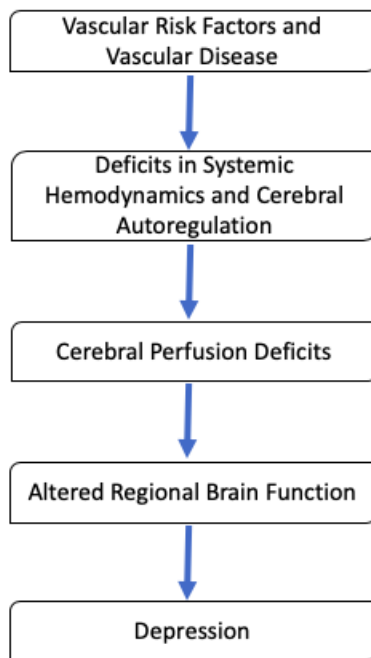 Vascular Risk Factors and
Vascular Disease
Deficits in Systemic
Hemodynamics and Cerebral
Autoregulation
Cerebral Perfusion Deficits
Altered Regional Brain Function
Depression